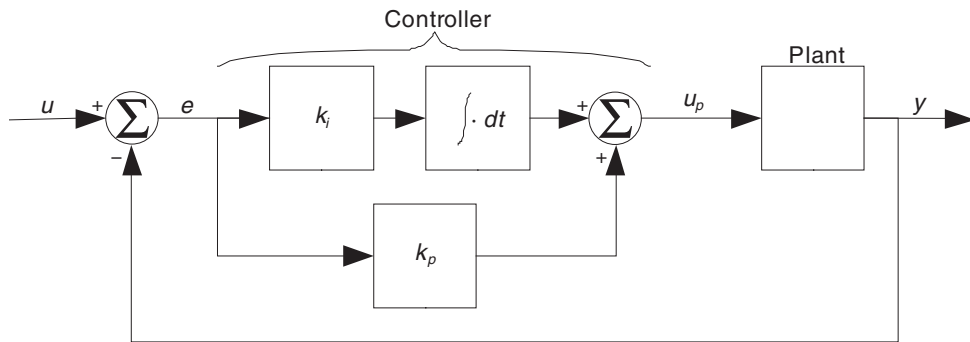 Controller
Plant
u
+
Σ
−
e
k_i
∫ · dt
+
Σ
+
u_p
y
k_p